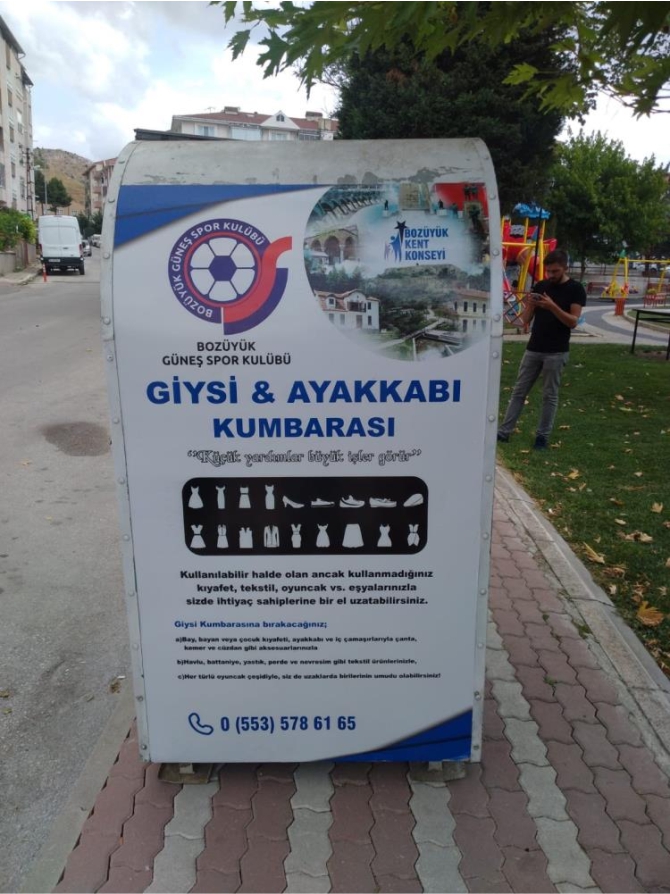 BOZÜYÜK GÜNEŞ SPOR KULÜBÜ
BOZÜYÜK
KENT
KONSEYİ
BOZÜYÜK
GÜNEŞ SPOR KULÜBÜ
GİYSİ & AYAKKABI
KUMBARASI
“Küçük yardımlar büyük işler görür”
Kullanılabilir halde olan ancak kullanmadığınız
kıyafet, tekstil, oyuncak vs. eşyalarınızla
sizde ihtiyaç sahiplerine bir el uzatabilirsiniz.
Giysi Kumbarasına bırakacağınız;
a)Bay, bayan veya çocuk kıyafeti, ayakkabı ve iç çamaşırlarıyla çanta,
kemer ve cüzdan gibi aksesuarlarınızla
b)Havlu, battaniye, yastık, perde ve nevresim gibi tekstil ürünlerinizle,
c)Her türlü oyuncak çeşidiyle, siz de uzaklarda birilerinin umudu olabilirsiniz!
0 (553) 578 61 65